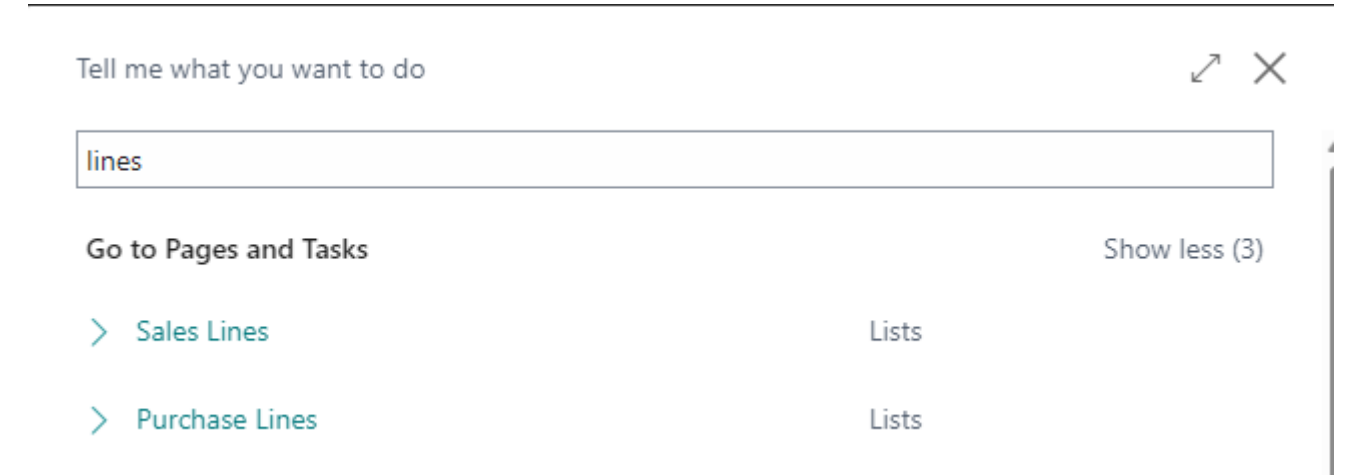 Tell me what you want to do
lines
Go to Pages and Tasks Show less (3)
Sales Lines Lists
Purchase Lines Lists